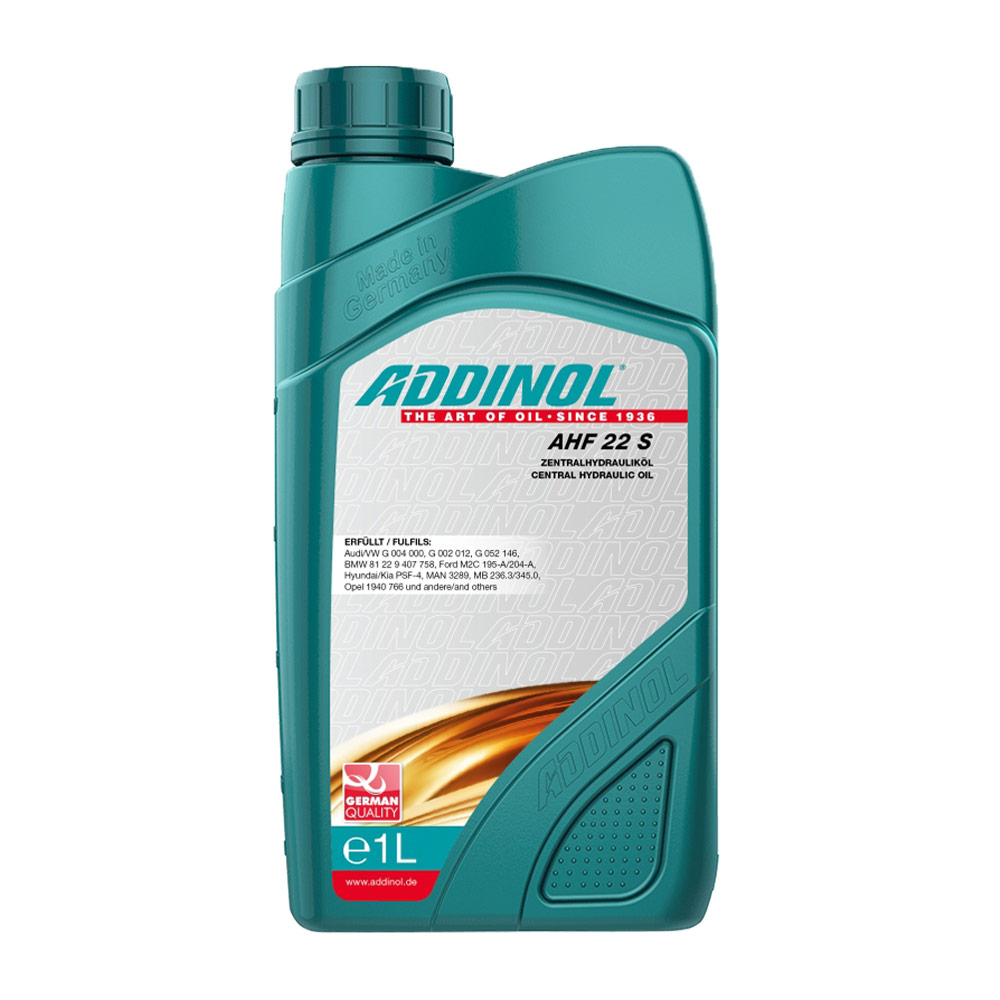 Made in
Germany
ADDINOL®
THE ART OF OIL · SINCE 1936
AHF 22 S
ZENTRALHYDRAULIKÖL
CENTRAL HYDRAULIC OIL
ERFÜLLT / FULFILS:
Audi/VW G 004 000, G 002 012, G 052 146,
BMW 81 22 9 407 758, Ford M2C 195-A/204-A,
Hyundai/Kia PSF-4, MAN 3289, MB 236.3/345.0,
Opel 1940 766 und andere/and others
ADDINOL
Q
GERMAN
QUALITY
e1L
www.addinol.de